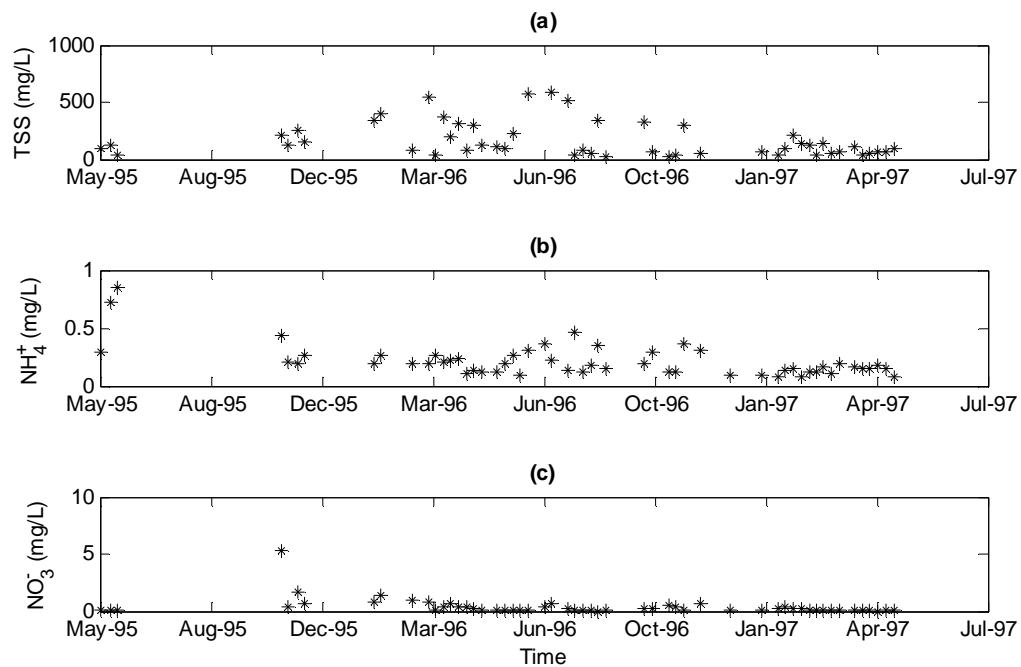 (a)
TSS (mg/L)
1000
500
0
May-95 Aug-95 Dec-95 Mar-96 Jun-96 Oct-96 Jan-97 Apr-97 Jul-97
(b)
NH₄⁺ (mg/L)
1
0.5
0
May-95 Aug-95 Dec-95 Mar-96 Jun-96 Oct-96 Jan-97 Apr-97 Jul-97
(c)
NO₃⁻ (mg/L)
10
5
0
May-95 Aug-95 Dec-95 Mar-96 Jun-96 Oct-96 Jan-97 Apr-97 Jul-97
Time